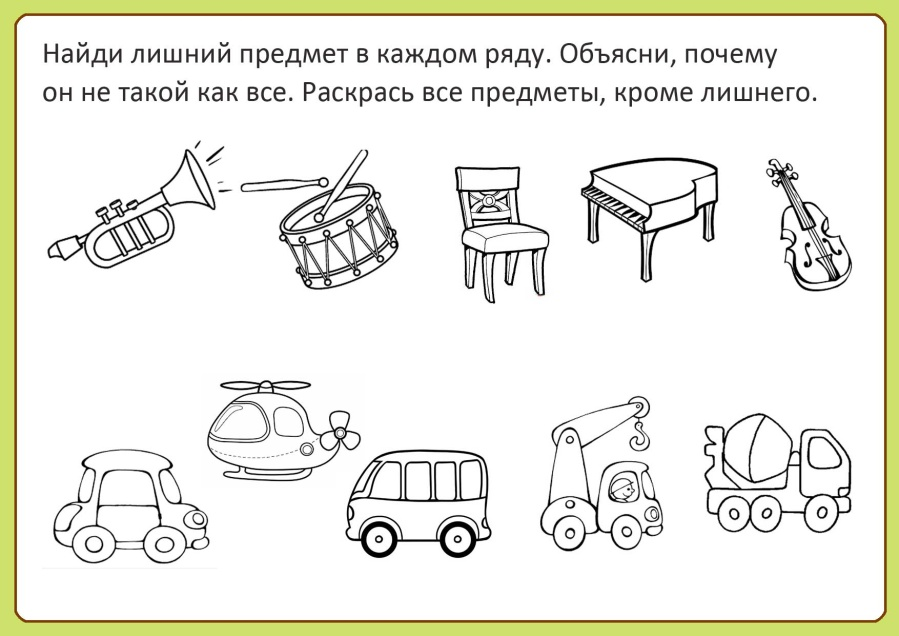 Найди лишний предмет в каждом ряду. Объясни, почему
он не такой как все. Раскрась все предметы, кроме лишнего.